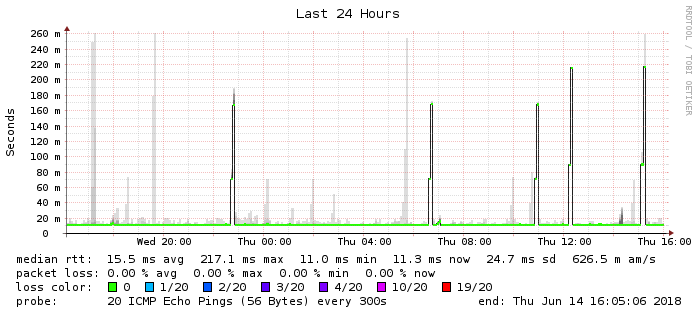 Last 24 Hours
RRDTOOL / TOBI OETIKER
Seconds
260 m
240 m
220 m
200 m
180 m
160 m
140 m
120 m
100 m
80 m
60 m
40 m
20 m
0
Wed 20:00 Thu 00:00 Thu 04:00 Thu 08:00 Thu 12:00 Thu 16:00
median rtt: 15.5 ms avg 217.1 ms max 11.0 ms min 11.3 ms now 24.7 ms sd 626.5 m am/s
packet loss: 0.00 % avg 0.00 % max 0.00 % min 0.00 % now
loss color: 0 1/20 2/20 3/20 4/20 10/20 19/20
probe: 20 ICMP Echo Pings (56 Bytes) every 300s end: Thu Jun 14 16:05:06 2018